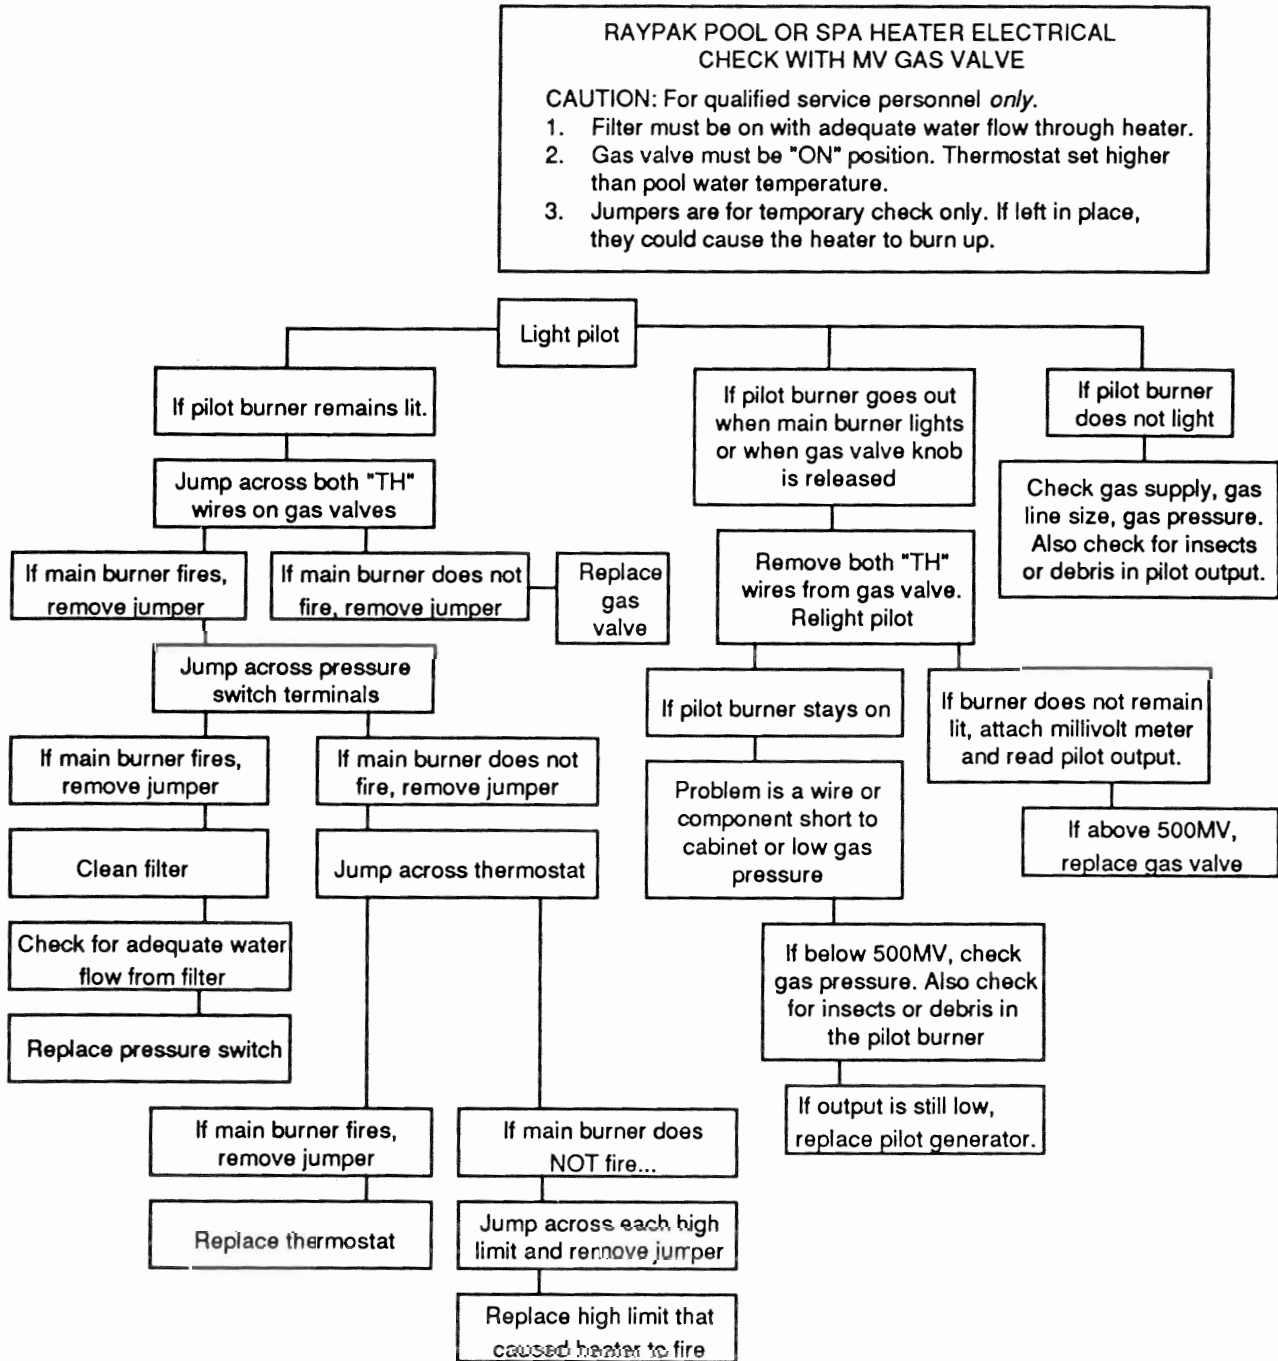 RAYPAK POOL OR SPA HEATER ELECTRICAL
CHECK WITH MV GAS VALVE
CAUTION: For qualified service personnel only.
1. Filter must be on with adequate water flow through heater.
2. Gas valve must be "ON" position. Thermostat set higher
than pool water temperature.
3. Jumpers are for temporary check only. If left in place,
they could cause the heater to burn up.
Light pilot
If pilot burner remains lit.
Jump across both "TH"
wires on gas valves
If main burner fires,
remove jumper
If main burner does not
fire, remove jumper
Replace
gas
valve
Jump across pressure
switch terminals
If main burner fires,
remove jumper
Clean filter
Check for adequate water
flow from filter
Replace pressure switch
If main burner does not
fire, remove jumper
Jump across thermostat
If main burner fires,
remove jumper
Replace thermostat
If main burner does
NOT fire...
Jump across each high
limit and remove jumper
Replace high limit that
caused heater to fire
If pilot burner goes out
when main burner lights
or when gas valve knob
is released
Remove both "TH"
wires from gas valve.
Relight pilot
If pilot burner stays on
Problem is a wire or
component short to
cabinet or low gas
pressure
If burner does not remain
lit, attach millivolt meter
and read pilot output.
If above 500MV,
replace gas valve
If below 500MV, check
gas pressure. Also check
for insects or debris in
the pilot burner
If output is still low,
replace pilot generator.
If pilot burner
does not light
Check gas supply, gas
line size, gas pressure.
Also check for insects
or debris in pilot output.